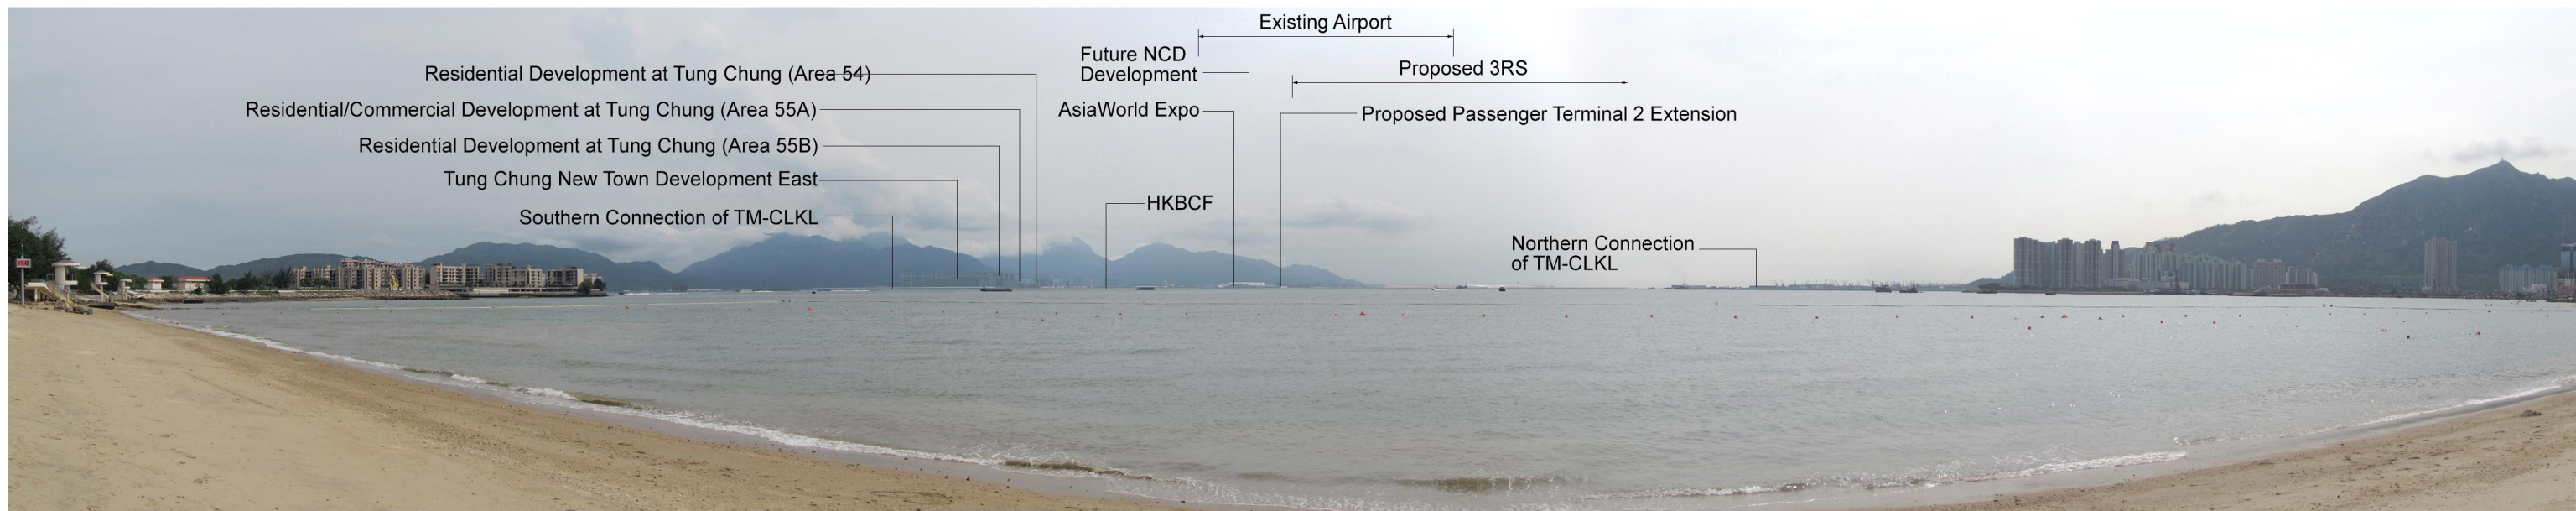 Existing Airport
Future NCD
Development
Proposed 3RS
Residential Development at Tung Chung (Area 54)
Residential/Commercial Development at Tung Chung (Area 55A)
AsiaWorld Expo
Proposed Passenger Terminal 2 Extension
Residential Development at Tung Chung (Area 55B)
Tung Chung New Town Development East
HKBCF
Southern Connection of TM-CLKL
Northern Connection
of TM-CLKL